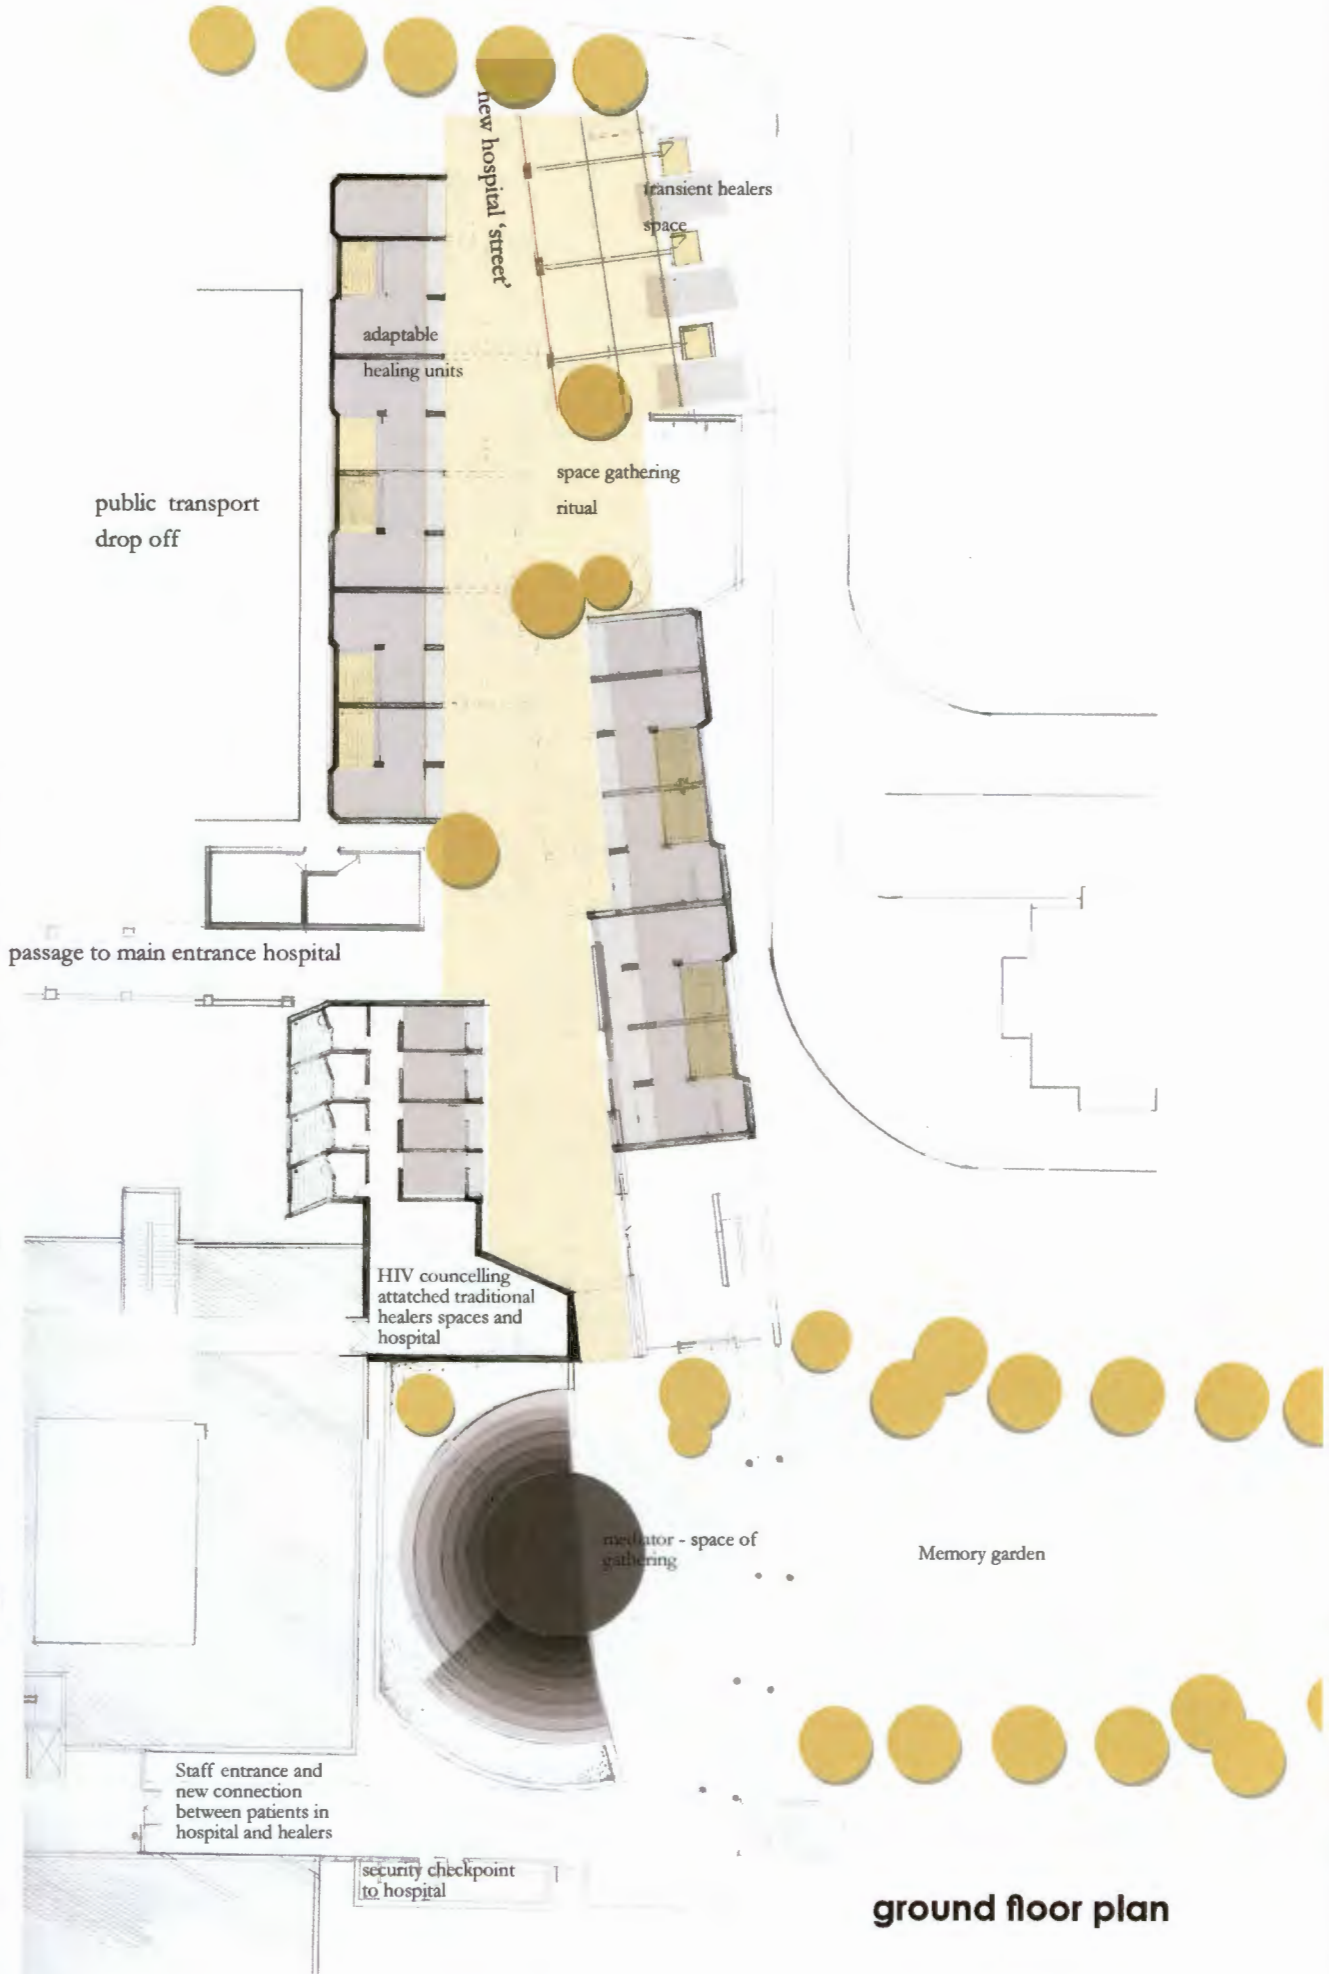 new hospital 'street'
transient healers
space
adaptable
healing units
space gathering
ritual
public transport
drop off
passage to main entrance hospital
HIV councelling
attatched traditional
healers spaces and
hospital
mediator - space of
gathering
Memory garden
Staff entrance and
new connection
between patients in
hospital and healers
security checkpoint
to hospital
ground floor plan